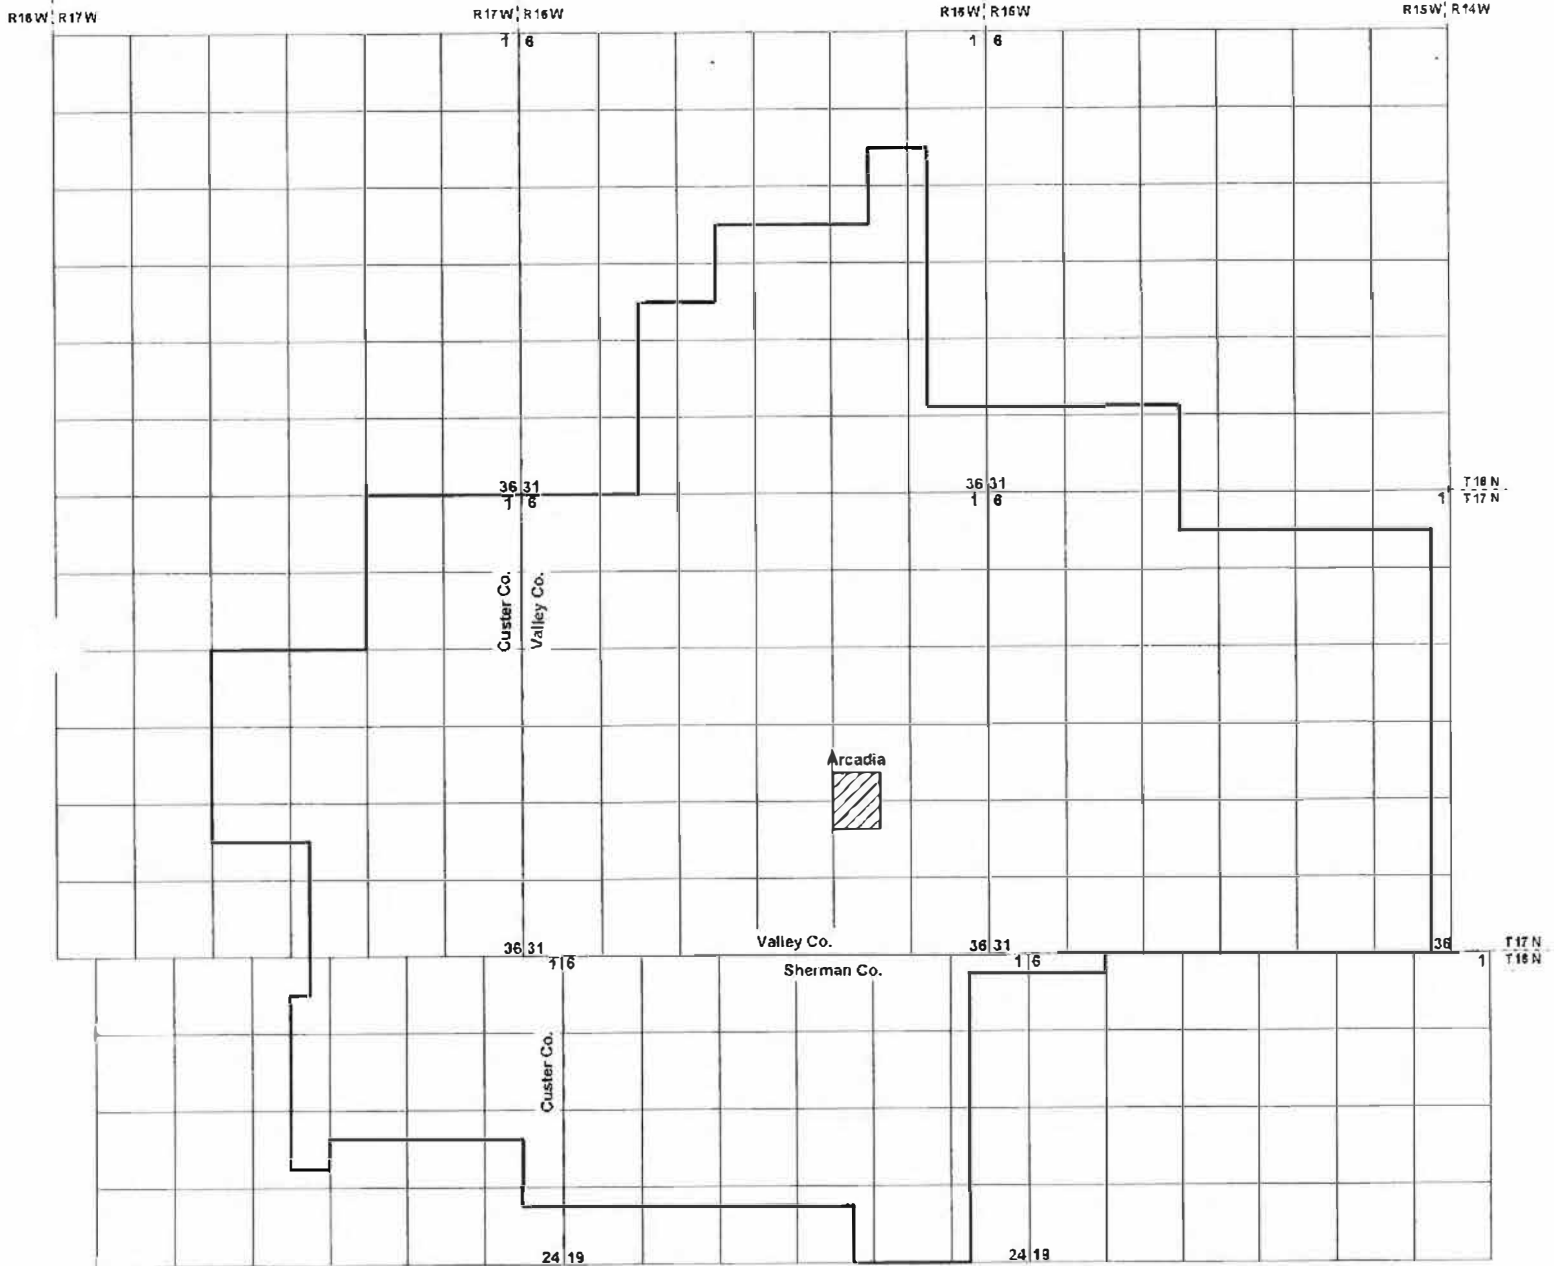 R18W R17W
R17W R16W
R16W R15W
R15W R14W
1 6
1 6
36 31
1 6
36 31
1 6
1
T18N
T17N
Custer Co.
Valley Co.
Arcadia
36 31
Valley Co.
36 31
36
T17N
T16N
1 6
Sherman Co.
1 6
1
Custer Co.
24 19
24 19